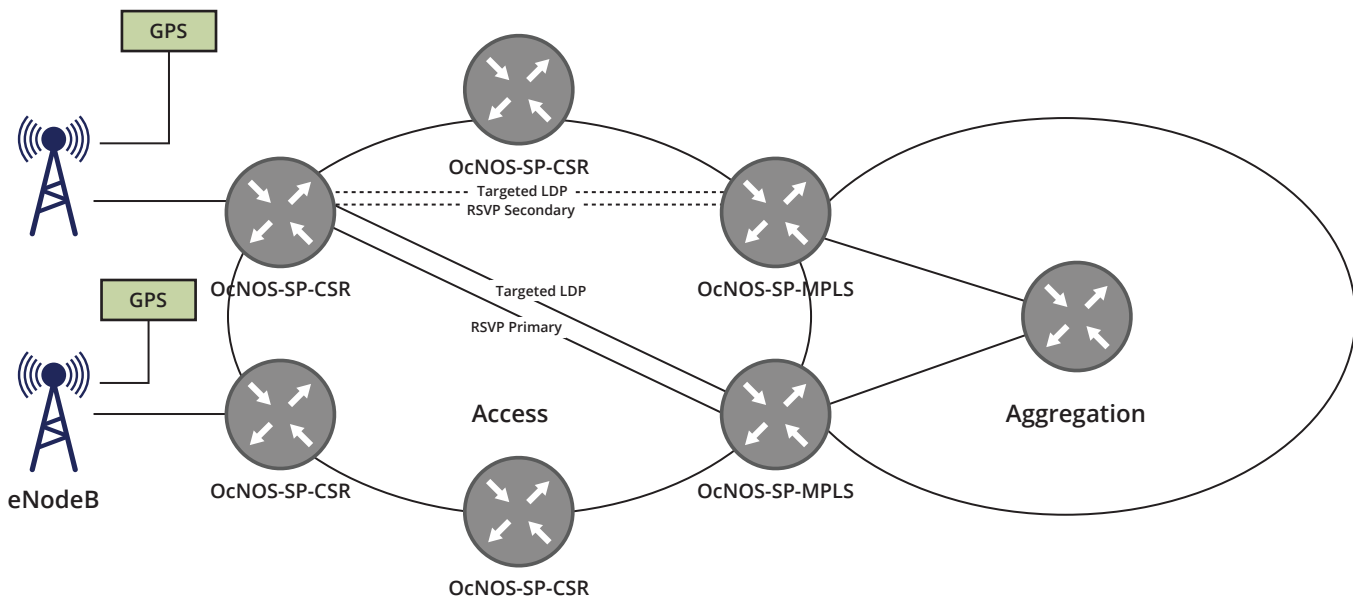 GPS
OcNOS-SP-CSR
Targeted LDP
RSVP Secondary
OcNOS-SP-CSR
OcNOS-SP-MPLS
GPS
Targeted LDP
RSVP Primary
Access
Aggregation
eNodeB
OcNOS-SP-CSR
OcNOS-SP-MPLS
OcNOS-SP-CSR